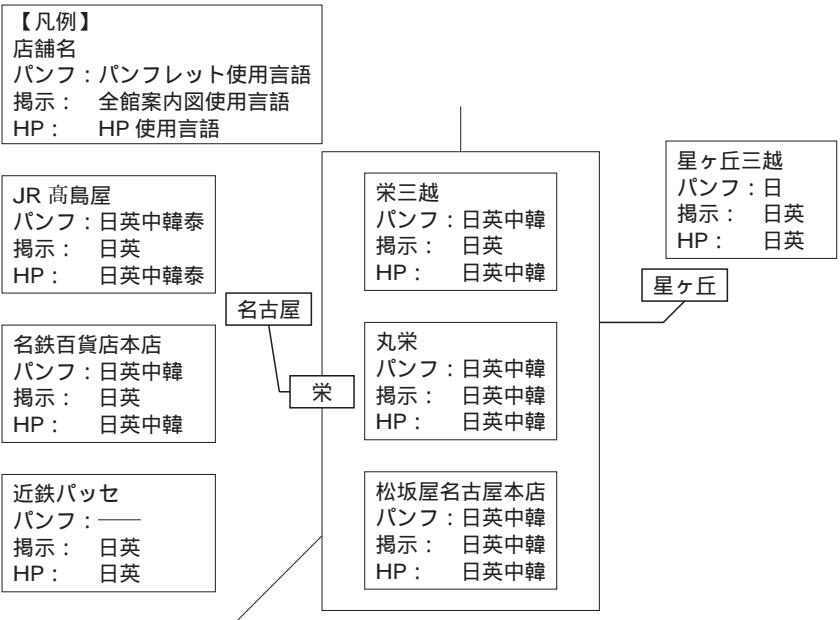 【凡例】
店舗名
パンフ：パンフレット使用言語
掲示： 全館案内図使用言語
HP： HP 使用言語
JR 髙島屋
パンフ：日英中韓泰
掲示： 日英
HP： 日英中韓泰
名鉄百貨店本店
パンフ：日英中韓
掲示： 日英
HP： 日英中韓
近鉄パッセ
パンフ：――
掲示： 日英
HP： 日英
名古屋
栄
栄三越
パンフ：日英中韓
掲示： 日英
HP： 日英中韓
丸栄
パンフ：日英中韓
掲示： 日英中韓
HP： 日英中韓
松坂屋名古屋本店
パンフ：日英中韓
掲示： 日英中韓
HP： 日英中韓
星ヶ丘三越
パンフ：日
掲示： 日英
HP： 日英
星ヶ丘